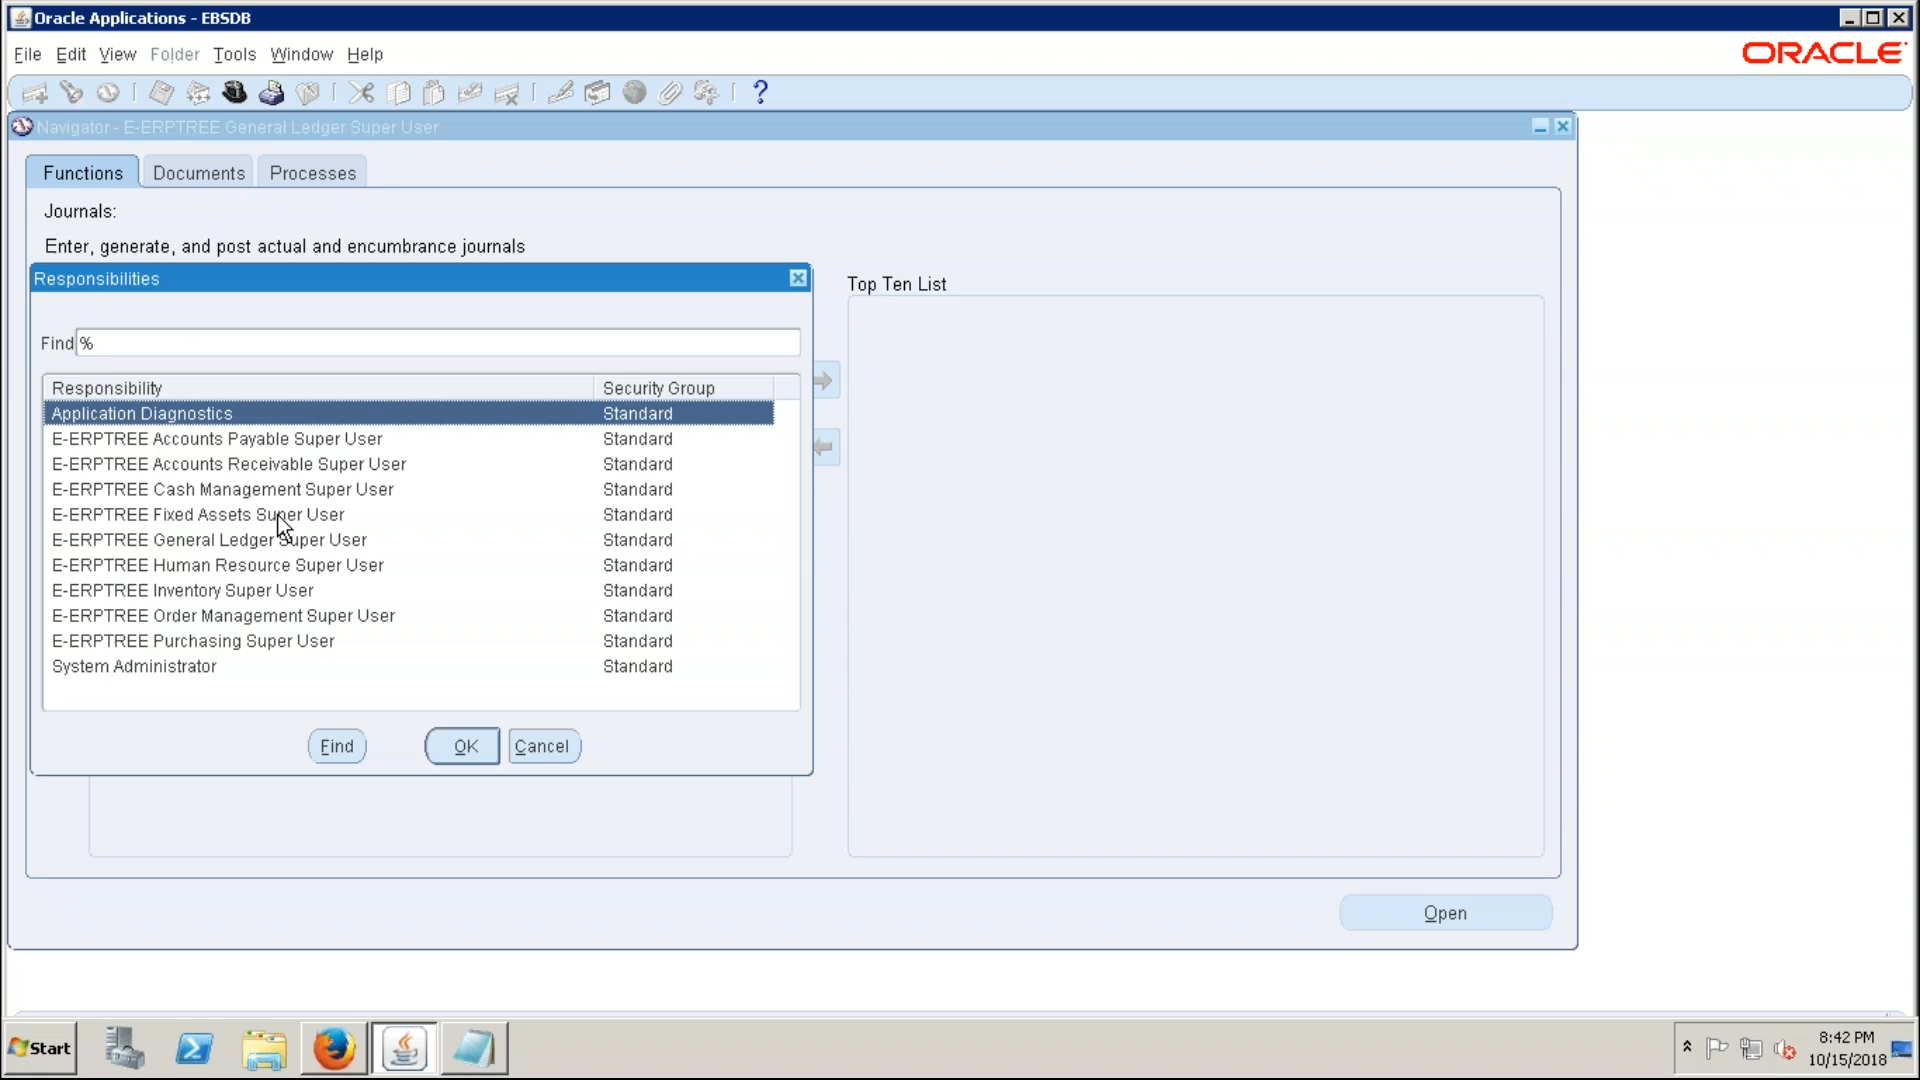 Oracle Applications - EBSDB
File Edit View Folder Tools Window Help
ORACLE
Navigator - E-ERPTREE General Ledger Super User
Functions Documents Processes
Journals:
Enter, generate, and post actual and encumbrance journals
Responsibilities
Top Ten List
Find %
Responsibility Security Group
Application Diagnostics Standard
E-ERPTREE Accounts Payable Super User Standard
E-ERPTREE Accounts Receivable Super User Standard
E-ERPTREE Cash Management Super User Standard
E-ERPTREE Fixed Assets Super User Standard
E-ERPTREE General Ledger Super User Standard
E-ERPTREE Human Resource Super User Standard
E-ERPTREE Inventory Super User Standard
E-ERPTREE Order Management Super User Standard
E-ERPTREE Purchasing Super User Standard
System Administrator Standard
Find OK Cancel
Open
Start
8:42 PM
10/15/2018